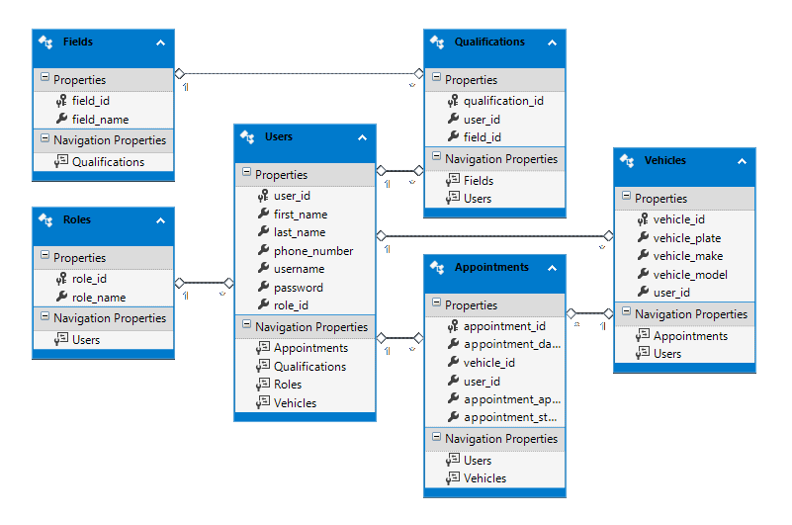 Fields
Properties
field_id
field_name
Navigation Properties
Qualifications
Qualifications
Properties
qualification_id
user_id
field_id
Navigation Properties
Fields
Users
Users
Properties
user_id
first_name
last_name
phone_number
username
password
role_id
Navigation Properties
Appointments
Qualifications
Roles
Vehicles
Vehicles
Properties
vehicle_id
vehicle_plate
vehicle_make
vehicle_model
user_id
Navigation Properties
Appointments
Users
Roles
Properties
role_id
role_name
Navigation Properties
Users
Appointments
Properties
appointment_id
appointment_da...
vehicle_id
user_id
appointment_ap...
appointment_st...
Navigation Properties
Users
Vehicles